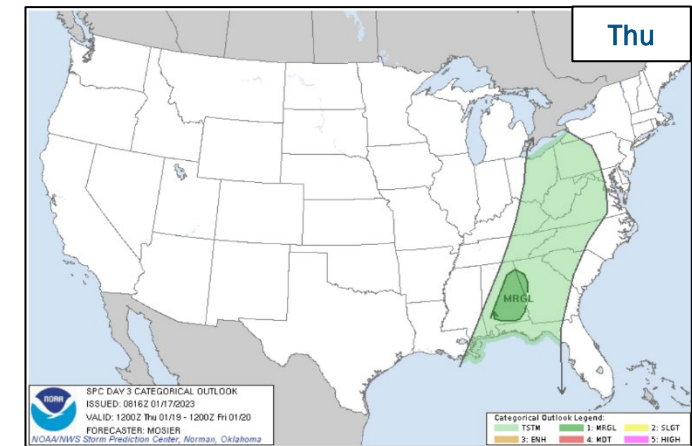 Thu
MRGL
NOAA
SPC DAY 3 CATEGORICAL OUTLOOK
ISSUED: 0816Z 01/17/2023
VALID: 1200Z Thu 01/19 - 1200Z Fri 01/20
FORECASTER: MOSIER
NOAA/NWS Storm Prediction Center, Norman, Oklahoma
Categorical Outlook Legend:
TSTM 1: MRGL 2: SLGT
3: ENH 4: MDT 5: HIGH